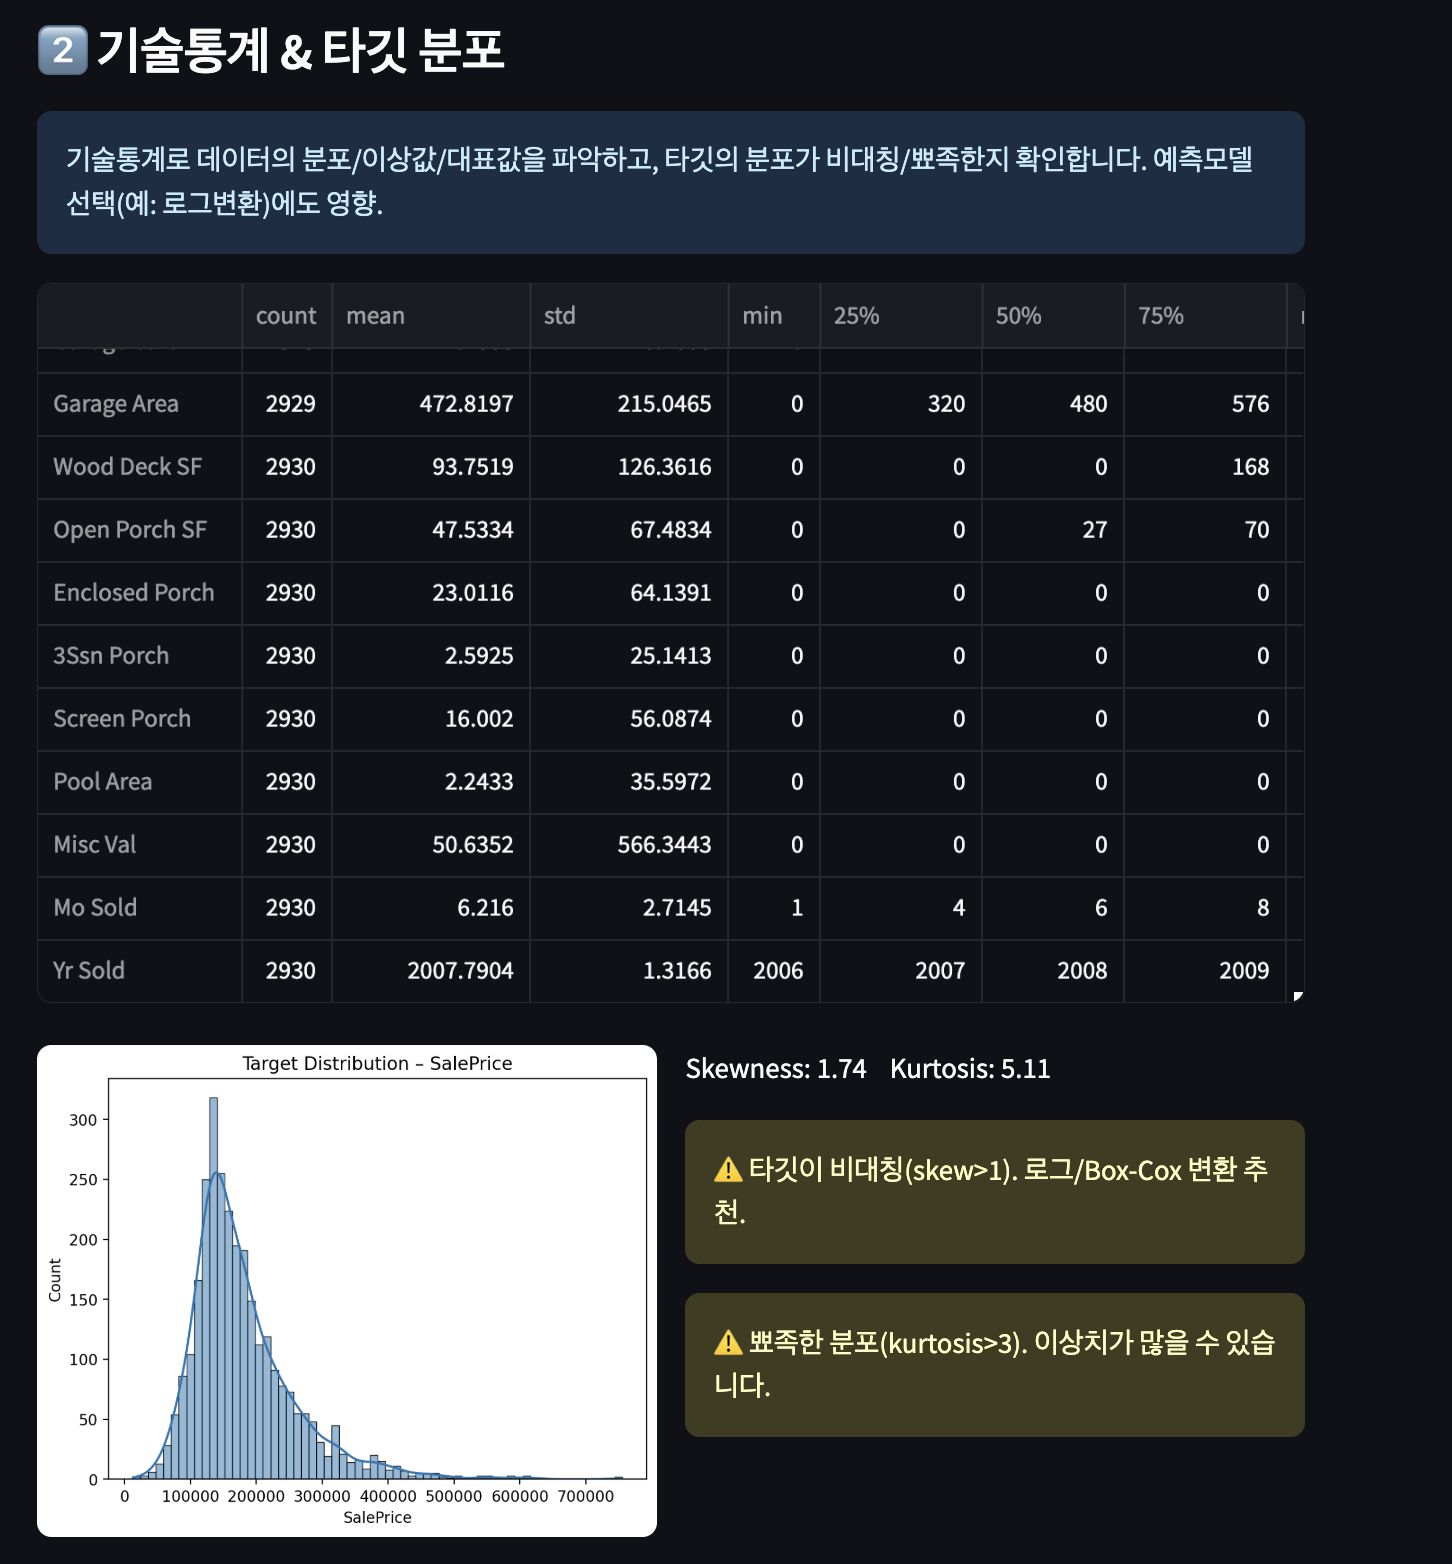 2 기술통계 & 타깃 분포
기술통계로 데이터의 분포/이상값/대표값을 파악하고, 타깃의 분포가 비대칭/뾰족한지 확인합니다. 예측모델
선택(예: 로그변환)에도 영향.
count mean std min 25% 50% 75%
Garage Area 2929 472.8197 215.0465 0 320 480 576
Wood Deck SF 2930 93.7519 126.3616 0 0 0 168
Open Porch SF 2930 47.5334 67.4834 0 0 27 70
Enclosed Porch 2930 23.0116 64.1391 0 0 0 0
3Ssn Porch 2930 2.5925 25.1413 0 0 0 0
Screen Porch 2930 16.002 56.0874 0 0 0 0
Pool Area 2930 2.2433 35.5972 0 0 0 0
Misc Val 2930 50.6352 566.3443 0 0 0 0
Mo Sold 2930 6.216 2.7145 1 4 6 8
Yr Sold 2930 2007.7904 1.3166 2006 2007 2008 2009
Target Distribution – SalePrice
300
250
200
150
100
50
0
Count
0 100000 200000 300000 400000 500000 600000 700000
SalePrice
Skewness: 1.74 Kurtosis: 5.11
⚠️ 타깃이 비대칭(skew>1). 로그/Box-Cox 변환 추
천.
⚠️ 뾰족한 분포(kurtosis>3). 이상치가 많을 수 있습
니다.